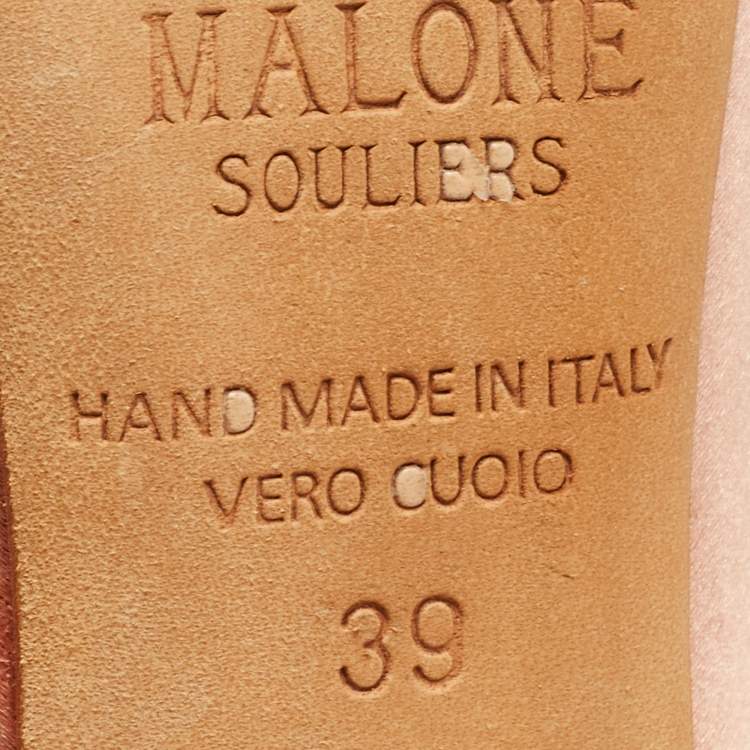 MALONE
SOULIERS
HAND MADE IN ITALY
VERO CUOIO
39